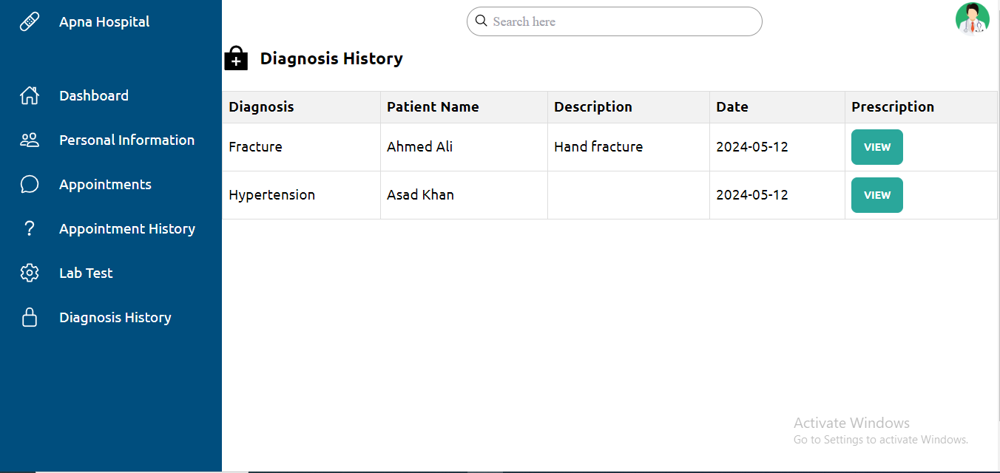 Apna Hospital
Search here
Diagnosis History
Dashboard
Personal Information
Appointments
Appointment History
Lab Test
Diagnosis History
Diagnosis Patient Name Description Date Prescription
Fracture Ahmed Ali Hand fracture 2024-05-12 VIEW
Hypertension Asad Khan 2024-05-12 VIEW
Activate Windows
Go to Settings to activate Windows.